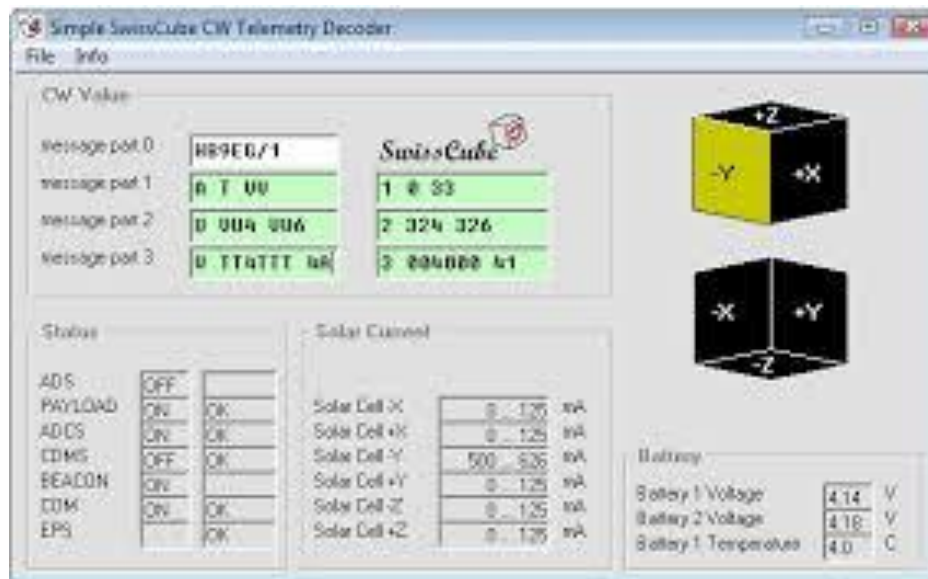 Simple SwissCube CW Telemetry Decoder
File Info
CW Value
message part 0 HB9EG/1
SwissCube
message part 1 A T UU 1 0 33
message part 2 U UU4 UU6 2 324 326
message part 3 U TT4TTT 4A 3 004000 41
+Z
-Y +X
-X +Y
-Z
Status
ADS OFF
PAYLOAD ON OK
ADCS ON OK
CDMS OFF OK
BEACON ON
COM ON OK
EPS OK
Solar Current
Solar Cell -X 0 .. 125 mA
Solar Cell +X 0 .. 125 mA
Solar Cell -Y 500 .. 626 mA
Solar Cell +Y 0 .. 125 mA
Solar Cell -Z 0 .. 125 mA
Solar Cell +Z 0 .. 125 mA
Battery
Battery 1 Voltage 4.14 V
Battery 2 Voltage 4.18 V
Battery 1 Temperature 4.0 C